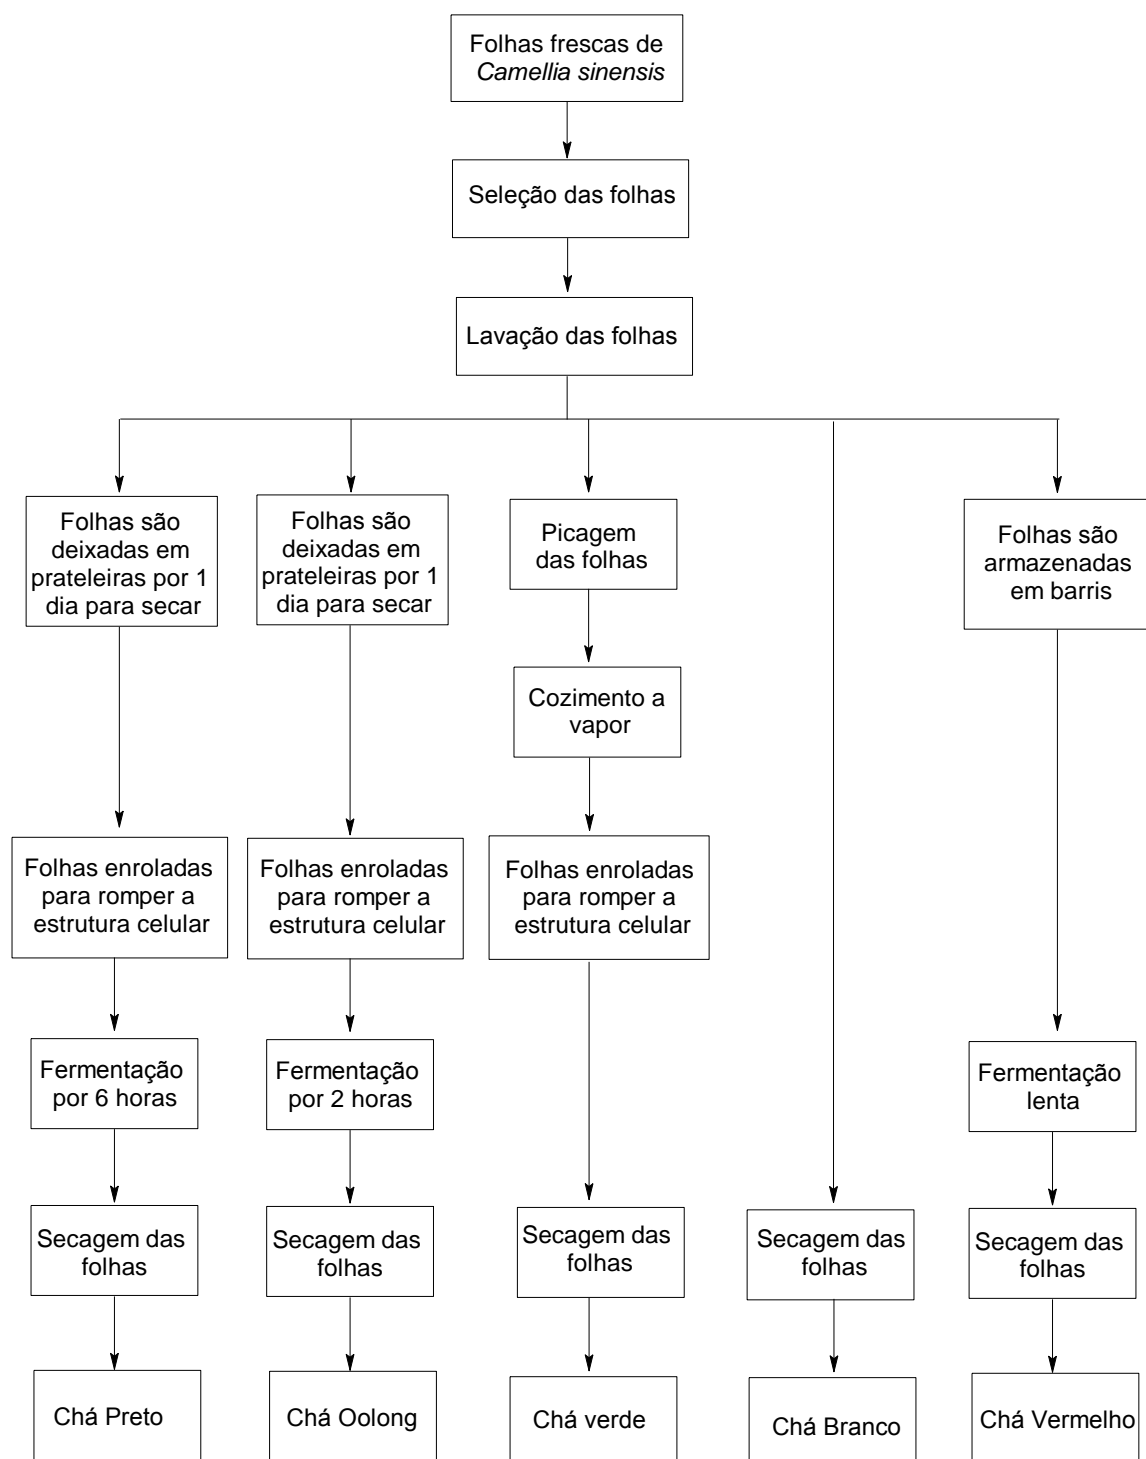 Folhas frescas de
Camellia sinensis
Seleção das folhas
Lavação das folhas
Folhas são
deixadas em
prateleiras por 1
dia para secar
Folhas são
deixadas em
prateleiras por 1
dia para secar
Picagem
das folhas
Folhas são
armazenadas
em barris
Cozimento a
vapor
Folhas enroladas
para romper a
estrutura celular
Folhas enroladas
para romper a
estrutura celular
Folhas enroladas
para romper a
estrutura celular
Fermentação
por 6 horas
Fermentação
por 2 horas
Fermentação
lenta
Secagem das
folhas
Secagem das
folhas
Secagem das
folhas
Secagem das
folhas
Secagem das
folhas
Chá Preto
Chá Oolong
Chá verde
Chá Branco
Chá Vermelho